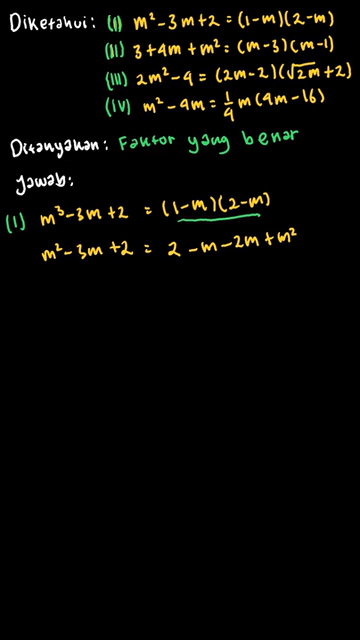 Diketahui: (I) m² - 3m + 2 = (1-m)(2-m)
(II) 3 + 4m + m² = (m-3)(m-1)
(III) 2m² - 4 = (2m-2)(√2m + 2)
(IV) m² - 4m = 1/4 m(4m-16)
Ditanyakan: Faktor yang benar
Jawab:
(I) m³ - 3m + 2 = (1-m)(2-m)
m² - 3m + 2 = 2 - m - 2m + m²